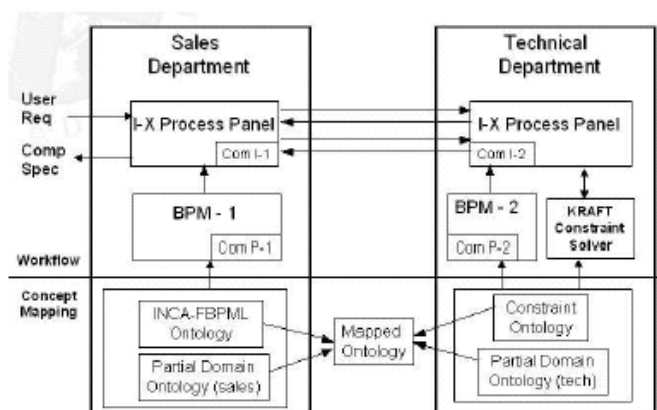 Sales
Department
Technical
Department
User
Req
I-X Process Panel
I-X Process Panel
Comp
Spec
Com I-1
Com I-2
BPM - 1
BPM - 2
KRAFT
Constraint
Solver
Com P-1
Com P-2
Workflow
Concept
Mapping
INCA-FBPML
Ontology
Mapped
Ontology
Constraint
Ontology
Partial Domain
Ontology (sales)
Partial Domain
Ontology (tech)